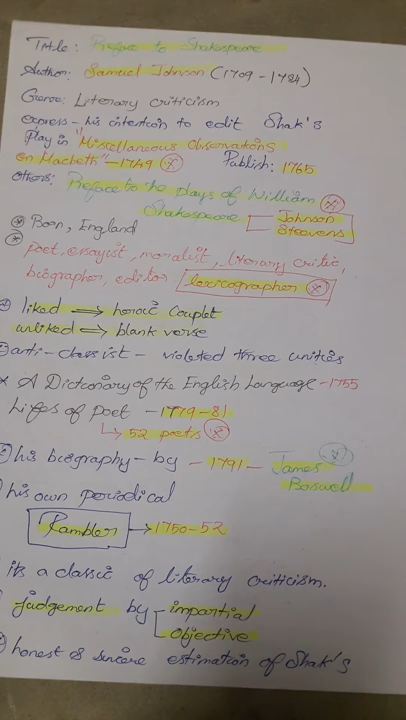 Title: Preface to Shakespeare
Author: Samuel Johnson (1709 - 1784)
Genre: Literary criticism
express - his intention to edit Shak's
play in "Miscellaneous Observations
on Macbeth" - 1749 Publish: 1765
others: Preface to the plays of William
Shakespeare Johnson
Steevens
Born, England
poet, essayist, moralist, literary critic,
biographer, editor lexicographer
liked → heroic couplet
unliked ⇒ blank verse
anti-classist - violated three unities
A Dictionary of the English Language - 1755
Lifes of poet - 1779-81
↳ 52 poets
his biography - by - 1791 - James
Boswell
his own periodical
Rambler → 1750-52
its a classic of literary criticism.
judgement by impartial
objective
honest & sincere estimation of Shak's